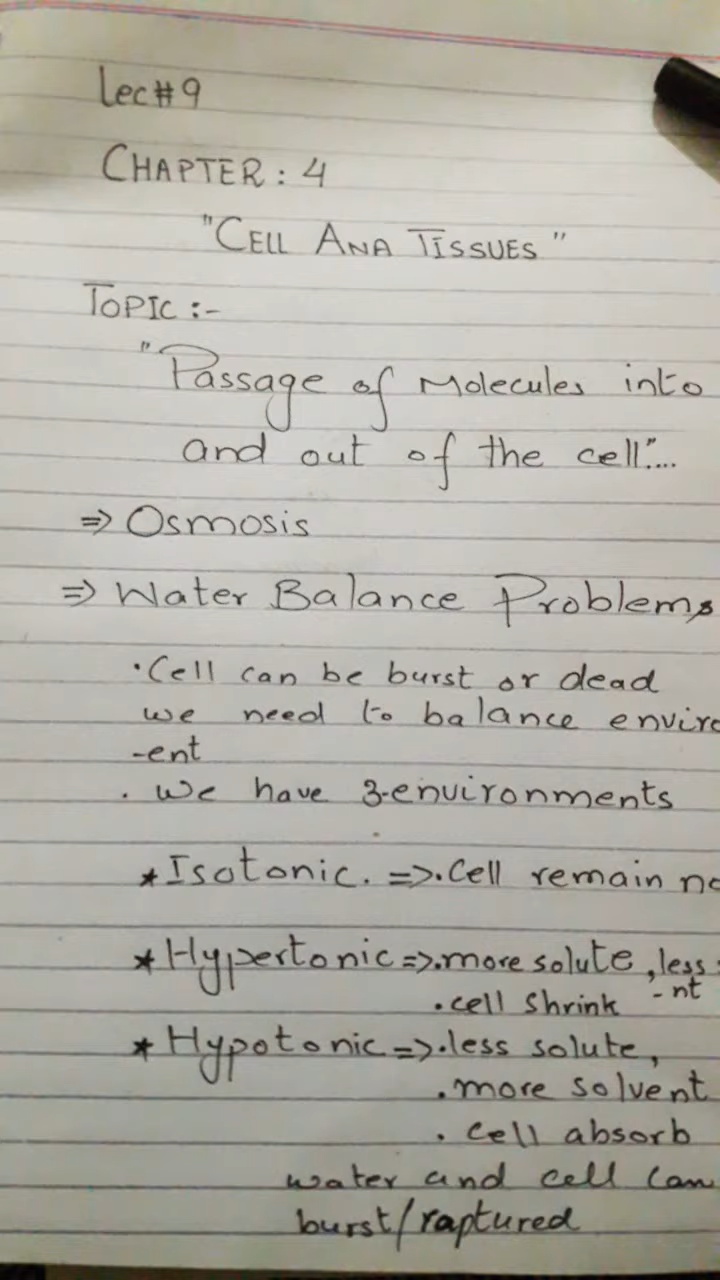 Lec#9
CHAPTER: 4
"CELL ANA TISSUES"
TOPIC :-
"Passage of Molecules into
and out of the cell"....
⇒ Osmosis
⇒ Water Balance Problems
• Cell can be burst or dead
we need to balance
-ent
. we have 3-environments
* Isotonic. ⇒. Cell remain
* Hypertonic ⇒. more solute, less
. cell shrink -nt
* Hypotonic ⇒. less solute,
. more solvent
. cell absorb
water and cell can
burst/raptured